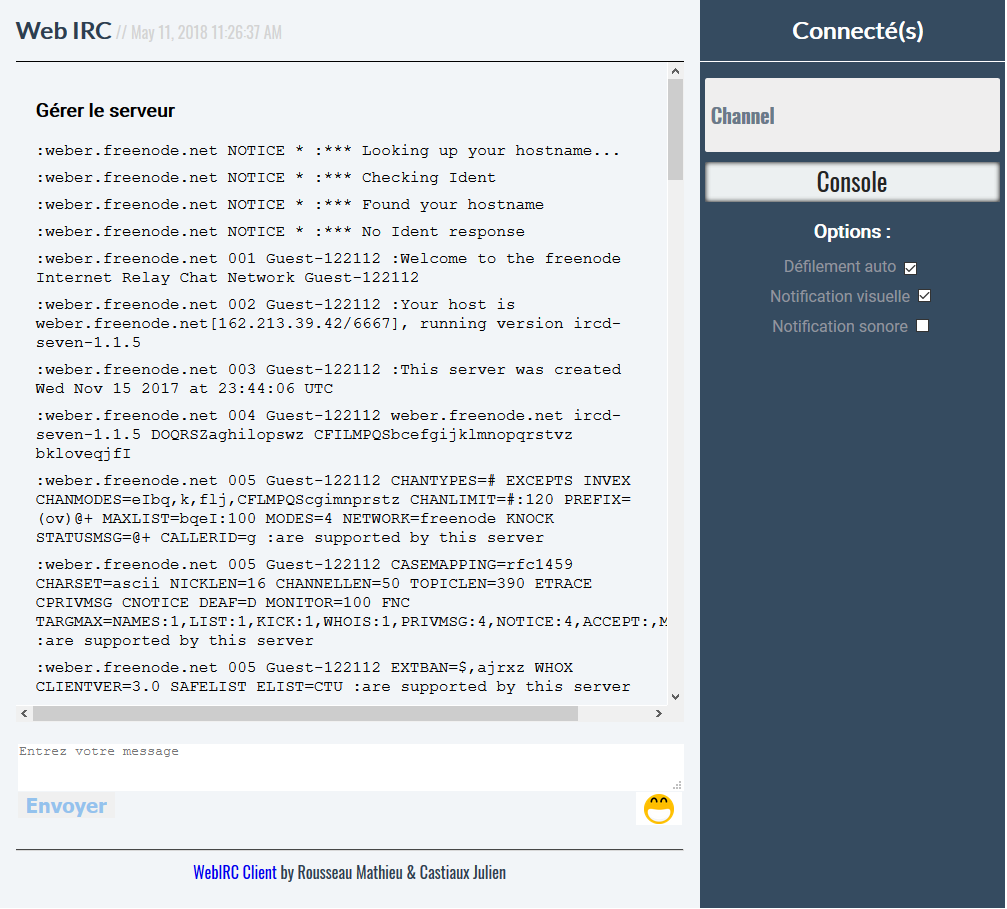 Web IRC // May 11, 2018 11:26:37 AM
Gérer le serveur
:weber.freenode.net NOTICE * :*** Looking up your hostname...
:weber.freenode.net NOTICE * :*** Checking Ident
:weber.freenode.net NOTICE * :*** Found your hostname
:weber.freenode.net NOTICE * :*** No Ident response
:weber.freenode.net 001 Guest-122112 :Welcome to the freenode
Internet Relay Chat Network Guest-122112
:weber.freenode.net 002 Guest-122112 :Your host is
weber.freenode.net[162.213.39.42/6667], running version ircd-
seven-1.1.5
:weber.freenode.net 003 Guest-122112 :This server was created
Wed Nov 15 2017 at 23:44:06 UTC
:weber.freenode.net 004 Guest-122112 weber.freenode.net ircd-
seven-1.1.5 DOQRSZaghilopswz CFILMPQSbcefgijklmnopqrstvz
bkloveqjfI
:weber.freenode.net 005 Guest-122112 CHANTYPES=# EXCEPTS INVEX
CHANMODES=eIbq,k,flj,CFLMPQScgimnprstz CHANLIMIT=#:120 PREFIX=
(ov)@+ MAXLIST=bqeI:100 MODES=4 NETWORK=freenode KNOCK
STATUSMSG=@+ CALLERID=g :are supported by this server
:weber.freenode.net 005 Guest-122112 CASEMAPPING=rfc1459
CHARSET=ascii NICKLEN=16 CHANNELLEN=50 TOPICLEN=390 ETRACE
CPRIVMSG CNOTICE DEAF=D MONITOR=100 FNC
TARGMAX=NAMES:1,LIST:1,KICK:1,WHOIS:1,PRIVMSG:4,NOTICE:4,ACCEPT:,M
:are supported by this server
:weber.freenode.net 005 Guest-122112 EXTBAN=$,ajrxz WHOX
CLIENTVER=3.0 SAFELIST ELIST=CTU :are supported by this server
Entrez votre message
Envoyer
WebIRC Client by Rousseau Mathieu & Castiaux Julien
Connecté(s)
Channel
Console
Options :
Défilement auto
Notification visuelle
Notification sonore